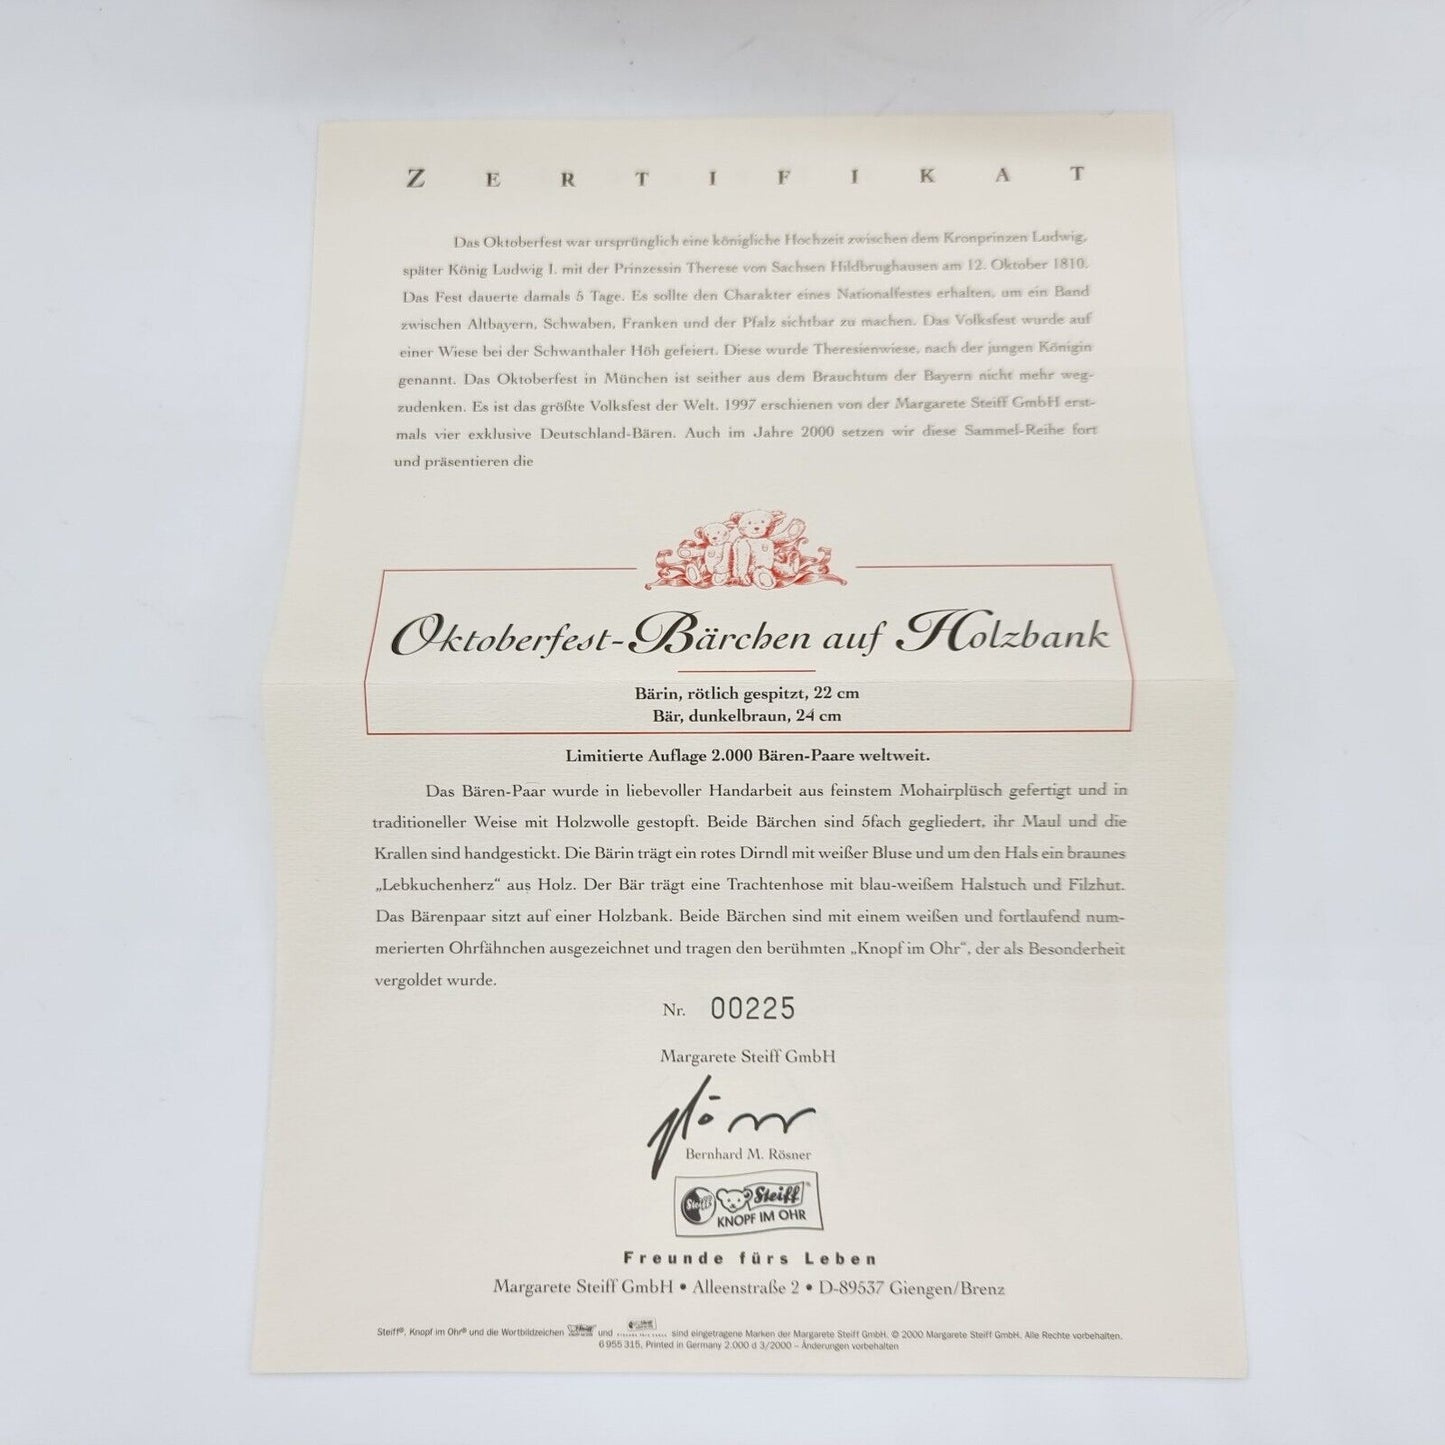 ZERTIFIKAT
Das Oktoberfest war ursprünglich eine königliche Hochzeit zwischen dem Kronprinzen Ludwig,
später König Ludwig I. mit der Prinzessin Therese von Sachsen Hildbrughausen am 12. Oktober 1810.
Das Fest dauerte damals 5 Tage. Es sollte den Charakter eines Nationalfestes erhalten, um ein Band
zwischen Altbayern, Schwaben, Franken und der Pfalz sichtbar zu machen. Das Volksfest wurde auf
einer Wiese bei der Schwanthaler Höh gefeiert. Diese wurde Theresienwiese, nach der jungen Königin
genannt. Das Oktoberfest in München ist seither aus dem Brauchtum der Bayern nicht mehr weg-
zudenken. Es ist das größte Volksfest der Welt. 1997 erschienen von der Margarete Steiff GmbH erst-
mals vier exklusive Deutschland-Bären. Auch im Jahre 2000 setzen wir diese Sammel-Reihe fort
und präsentieren die
Oktoberfest-Bärchen auf Holzbank
Bärin, rötlich gespitzt, 22 cm
Bär, dunkelbraun, 24 cm
Limitierte Auflage 2.000 Bären-Paare weltweit.
Das Bären-Paar wurde in liebevoller Handarbeit aus feinstem Mohairplüsch gefertigt und in
traditioneller Weise mit Holzwolle gestopft. Beide Bärchen sind 5fach gegliedert, ihr Maul und die
Krallen sind handgestickt. Die Bärin trägt ein rotes Dirndl mit weißer Bluse und um den Hals ein braunes
„Lebkuchenherz“ aus Holz. Der Bär trägt eine Trachtenhose mit blau-weißem Halstuch und Filzhut.
Das Bärenpaar sitzt auf einer Holzbank. Beide Bärchen sind mit einem weißen und fortlaufend num-
merierten Ohrfähnchen ausgezeichnet und tragen den berühmten „Knopf im Ohr“, der als Besonderheit
vergoldet wurde.
Nr. 00225
Margarete Steiff GmbH
Bernhard M. Rösner
Steiff Steiff
KNOPF IM OHR
Freunde fürs Leben
Margarete Steiff GmbH • Alleenstraße 2 • D-89537 Giengen/Brenz
Steiff®, Knopf im Ohr® und die Wortbildzeichen und sind eingetragene Marken der Margarete Steiff GmbH. © 2000 Margarete Steiff GmbH. Alle Rechte vorbehalten.
6 955 315. Printed in Germany 2.000 d 3/2000 – Änderungen vorbehalten